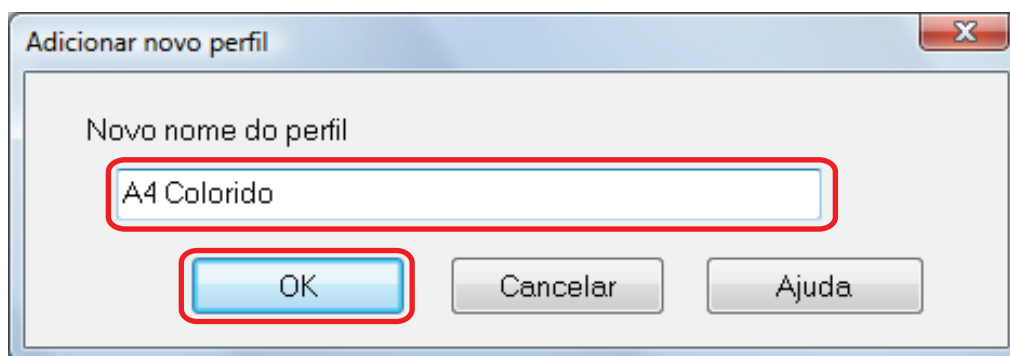 Adicionar novo perfil
Novo nome do perfil
A4 Colorido
OK Cancelar Ajuda